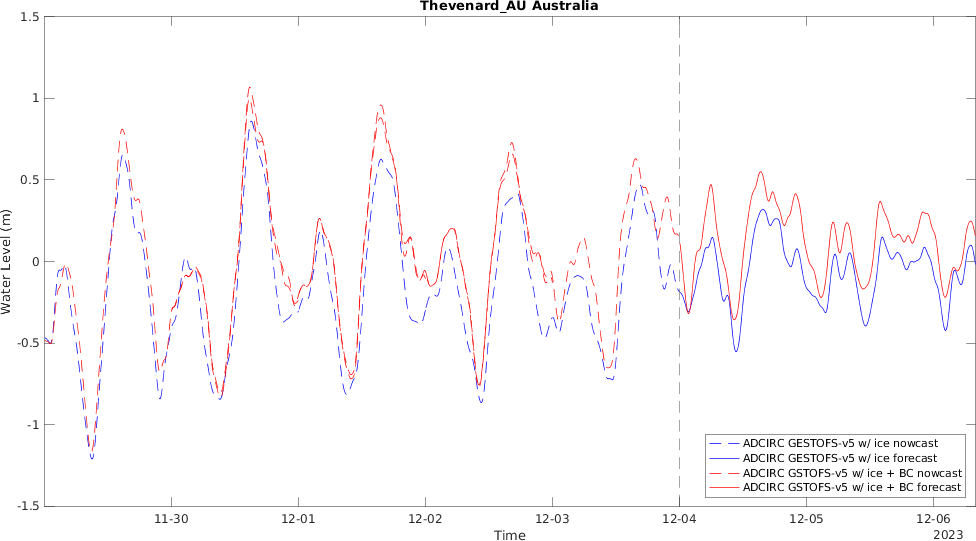 Thevenard_AU Australia
1.5
1
0.5
0
-0.5
-1
-1.5
Water Level (m)
ADCIRC GESTOFS-v5 w/ ice nowcast
ADCIRC GESTOFS-v5 w/ ice forecast
ADCIRC GSTOFS-v5 w/ ice + BC nowcast
ADCIRC GSTOFS-v5 w/ ice + BC forecast
11-30 12-01 12-02 12-03 12-04 12-05 12-06
Time
2023